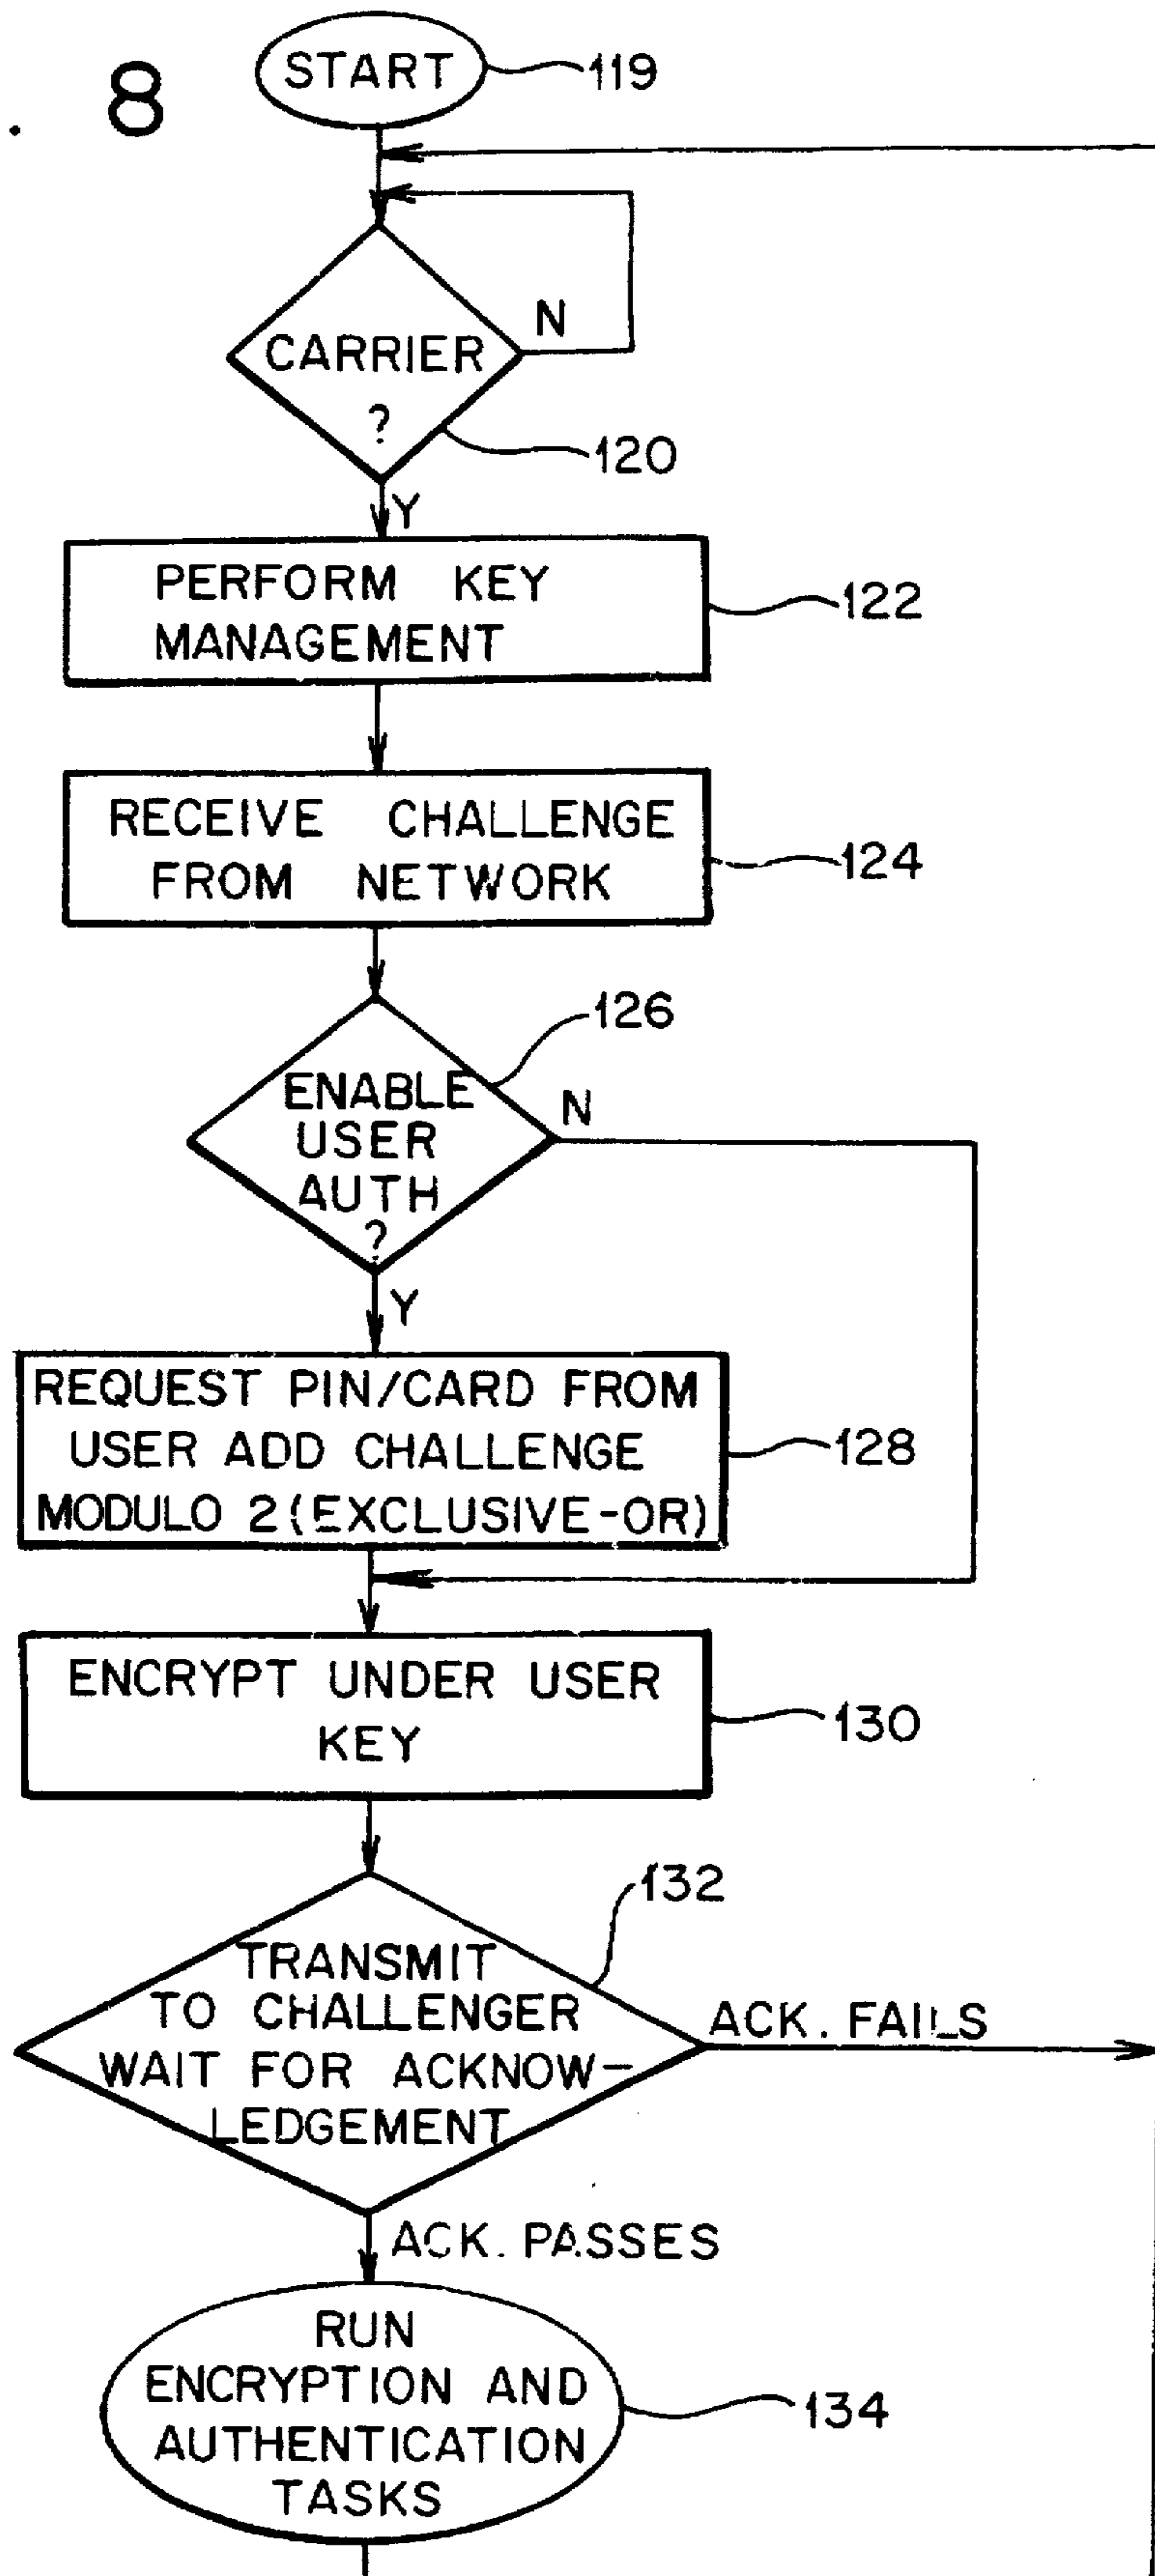 . 8
START
119
N
CARRIER
?
120
Y
PERFORM KEY
MANAGEMENT
122
RECEIVE CHALLENGE
FROM NETWORK
124
126
ENABLE
USER
AUTH
?
N
Y
REQUEST PIN/CARD FROM
USER ADD CHALLENGE
MODULO 2 (EXCLUSIVE-OR)
128
ENCRYPT UNDER USER
KEY
130
132
TRANSMIT
TO CHALLENGER
WAIT FOR ACKNOW-
LEDGEMENT
ACK. FAILS
ACK. PASSES
RUN
ENCRYPTION AND
AUTHENTICATION
TASKS
134